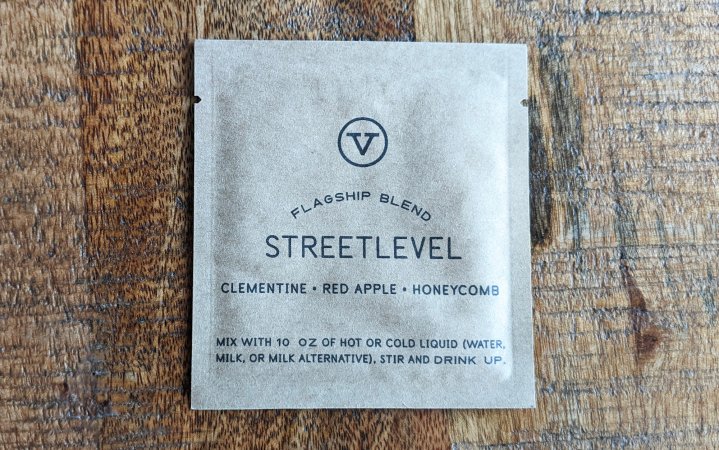 V
FLAGSHIP BLEND
STREETLEVEL
CLEMENTINE • RED APPLE • HONEYCOMB
MIX WITH 10 OZ OF HOT OR COLD LIQUID (WATER,
MILK, OR MILK ALTERNATIVE), STIR AND DRINK UP.